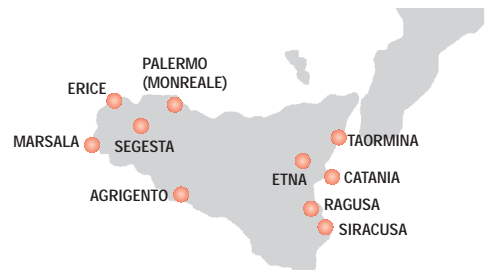 PALERMO
(MONREALE)
ERICE
TAORMINA
MARSALA
SEGESTA
ETNA
CATANIA
AGRIGENTO
RAGUSA
SIRACUSA